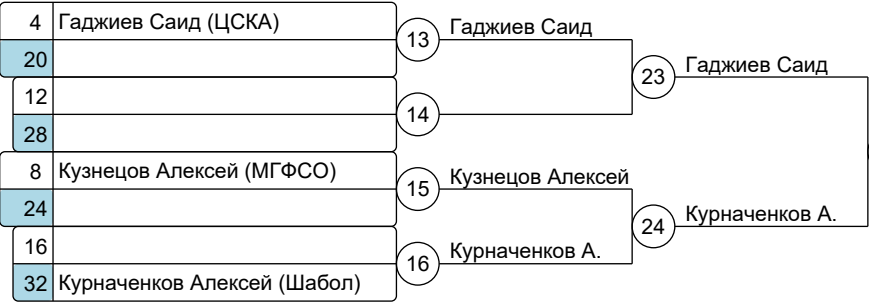 4 Гаджиев Саид (ЦСКА)
13 Гаджиев Саид
20
23 Гаджиев Саид
12
14
28
8 Кузнецов Алексей (МГФСО)
15 Кузнецов Алексей
24
24 Курначенков А.
16
16 Курначенков А.
32 Курначенков Алексей (Шабол)